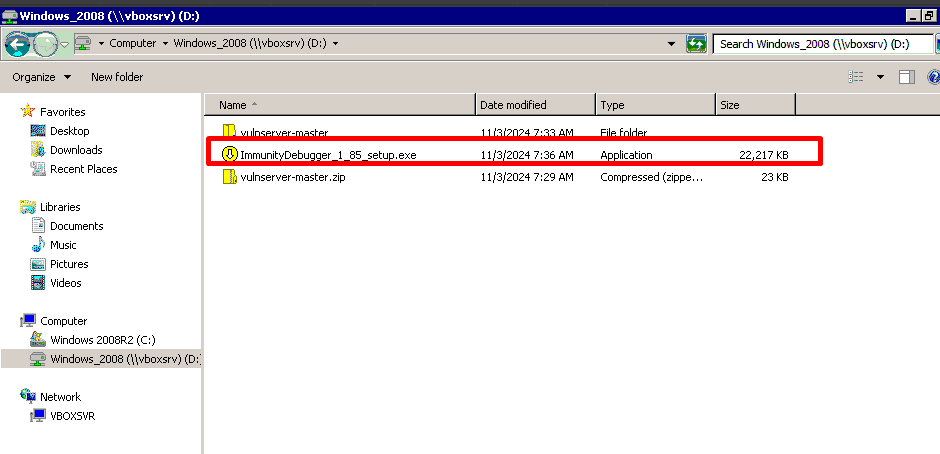 Windows_2008 (\\vboxsrv) (D:)
Computer Windows_2008 (\\vboxsrv) (D:) Search Windows_2008 (\\vboxsrv) (D:)
Organize New folder
Name Date modified Type Size
Favorites
vulnserver-master 11/3/2024 7:33 AM File folder
Desktop
ImmunityDebugger_1_85_setup.exe 11/3/2024 7:36 AM Application 22,217 KB
Downloads
Recent Places
vulnserver-master.zip 11/3/2024 7:29 AM Compressed (zippe... 23 KB
Libraries
Documents
Music
Pictures
Videos
Computer
Windows 2008R2 (C:)
Windows_2008 (\\vboxsrv) (D:)
Network
VBOXSVR